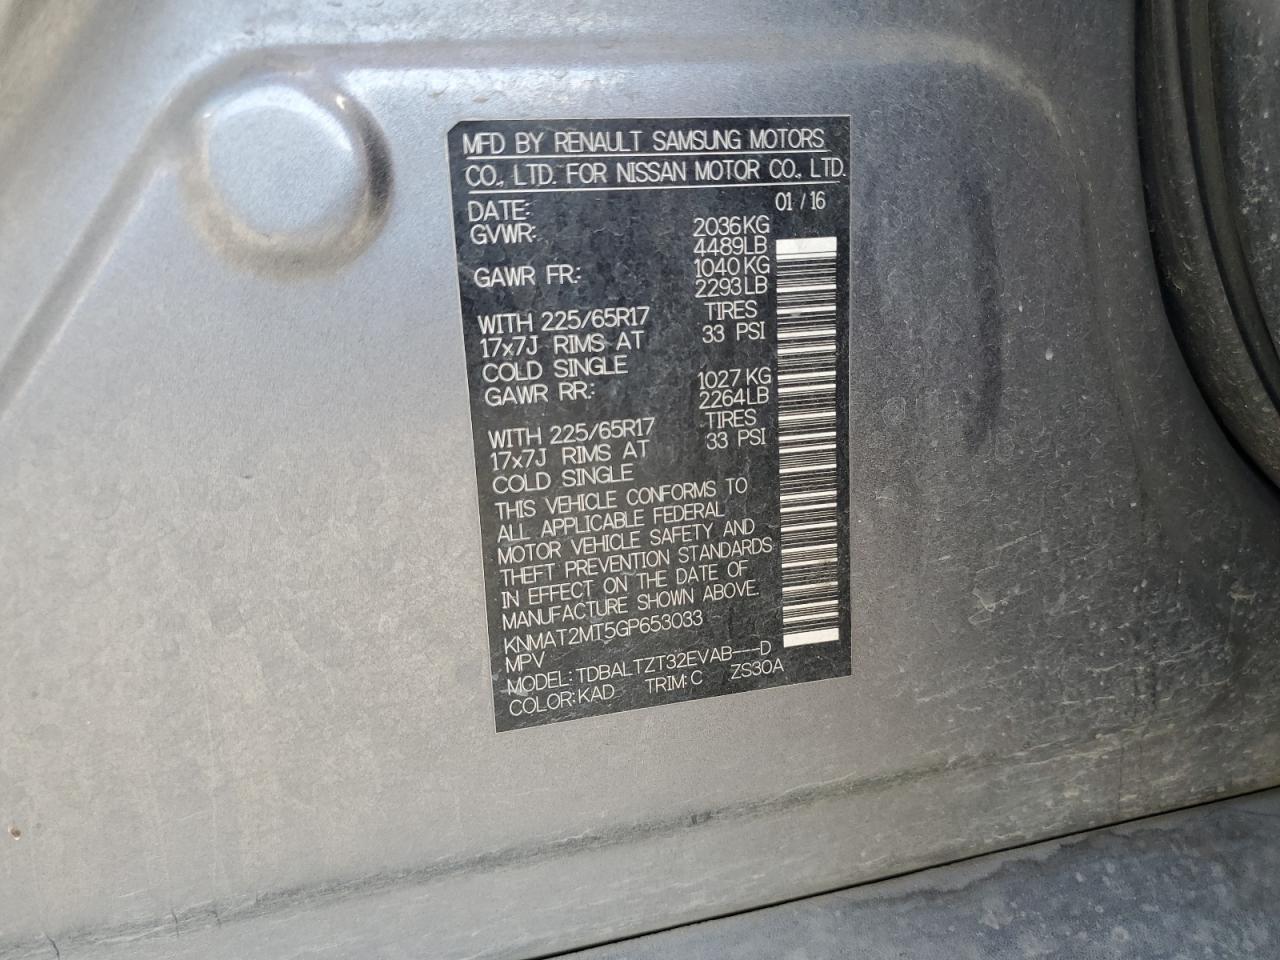 MFD BY RENAULT SAMSUNG MOTORS
CO., LTD. FOR NISSAN MOTOR CO., LTD.
DATE: 01 / 16
GVWR: 2036KG
4489LB
GAWR FR: 1040KG
2293LB
WITH 225/65R17 TIRES
17x7J RIMS AT 33 PSI
COLD SINGLE
GAWR RR: 1027KG
2264LB
WITH 225/65R17 TIRES
17x7J RIMS AT 33 PSI
COLD SINGLE
THIS VEHICLE CONFORMS TO
ALL APPLICABLE FEDERAL
MOTOR VEHICLE SAFETY AND
THEFT PREVENTION STANDARDS
IN EFFECT ON THE DATE OF
MANUFACTURE SHOWN ABOVE.
KNMAT2MT5GP653033
MPV
MODEL: TDBALTZT32EVAB---D
COLOR: KAD TRIM: C ZS30A